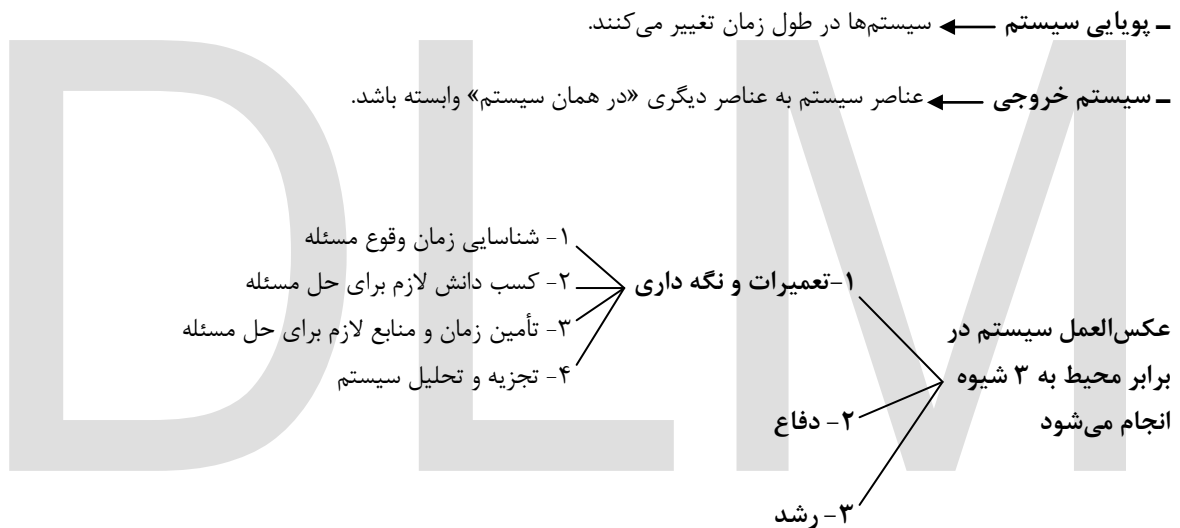 ـ پویایی سیستم ← سیستم‌ها در طول زمان تغییر می‌کنند.
ـ سیستم خروجی ← عناصر سیستم به عناصر دیگری «در همان سیستم» وابسته باشد.
عکس‌العمل سیستم در
برابر محیط به ۳ شیوه
انجام می‌شود
۱-تعمیرات و نگه داری
۱- شناسایی زمان وقوع مسئله
۲- کسب دانش لازم برای حل مسئله
۳- تأمین زمان و منابع لازم برای حل مسئله
۴- تجزیه و تحلیل سیستم
۲- دفاع
۳- رشد
DLM